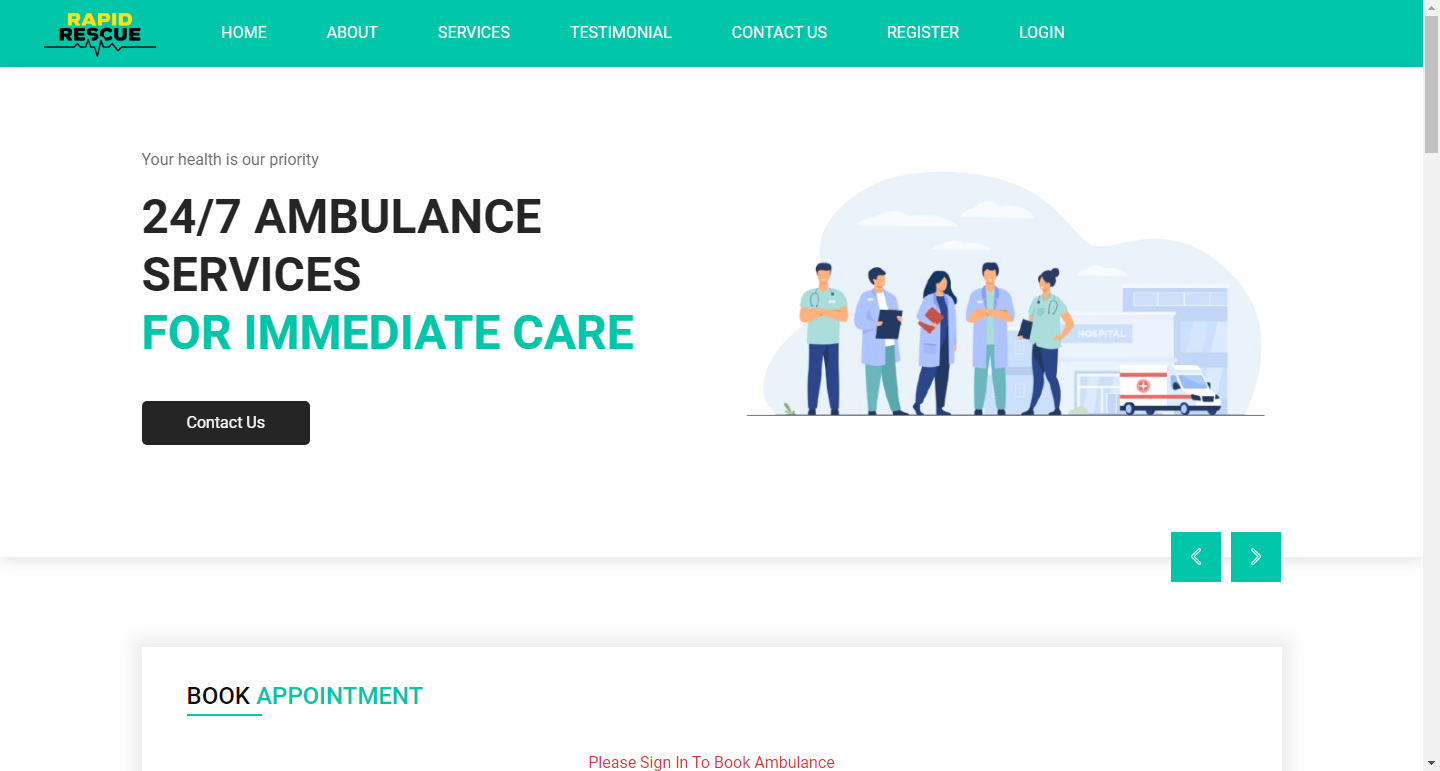 RAPID
RESCUE
HOME
ABOUT
SERVICES
TESTIMONIAL
CONTACT US
REGISTER
LOGIN
Your health is our priority
24/7 AMBULANCE
SERVICES
FOR IMMEDIATE CARE
HOSPITAL
Contact Us
BOOK APPOINTMENT
Please Sign In To Book Ambulance